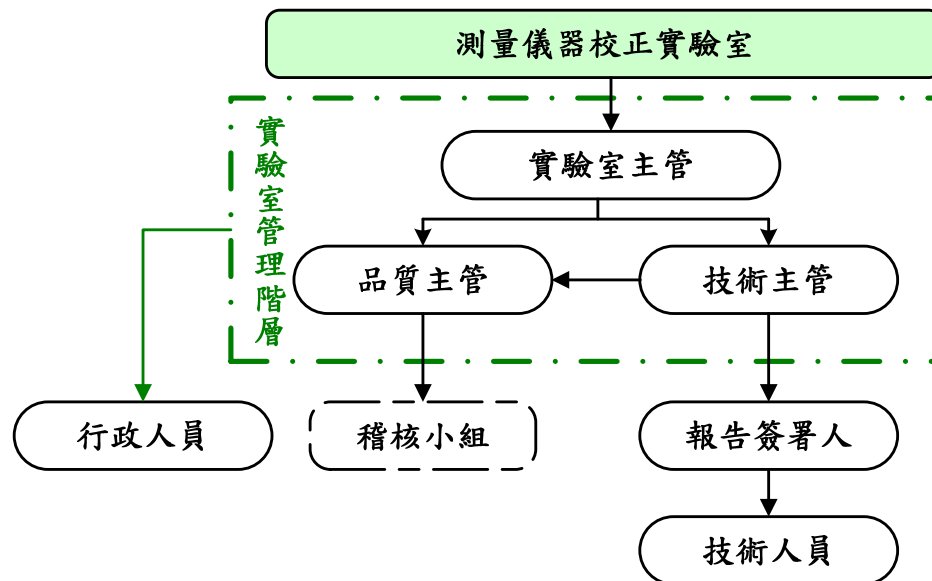 測量儀器校正實驗室
實驗室管理階層
實驗室主管
品質主管
技術主管
行政人員
稽核小組
報告簽署人
技術人員